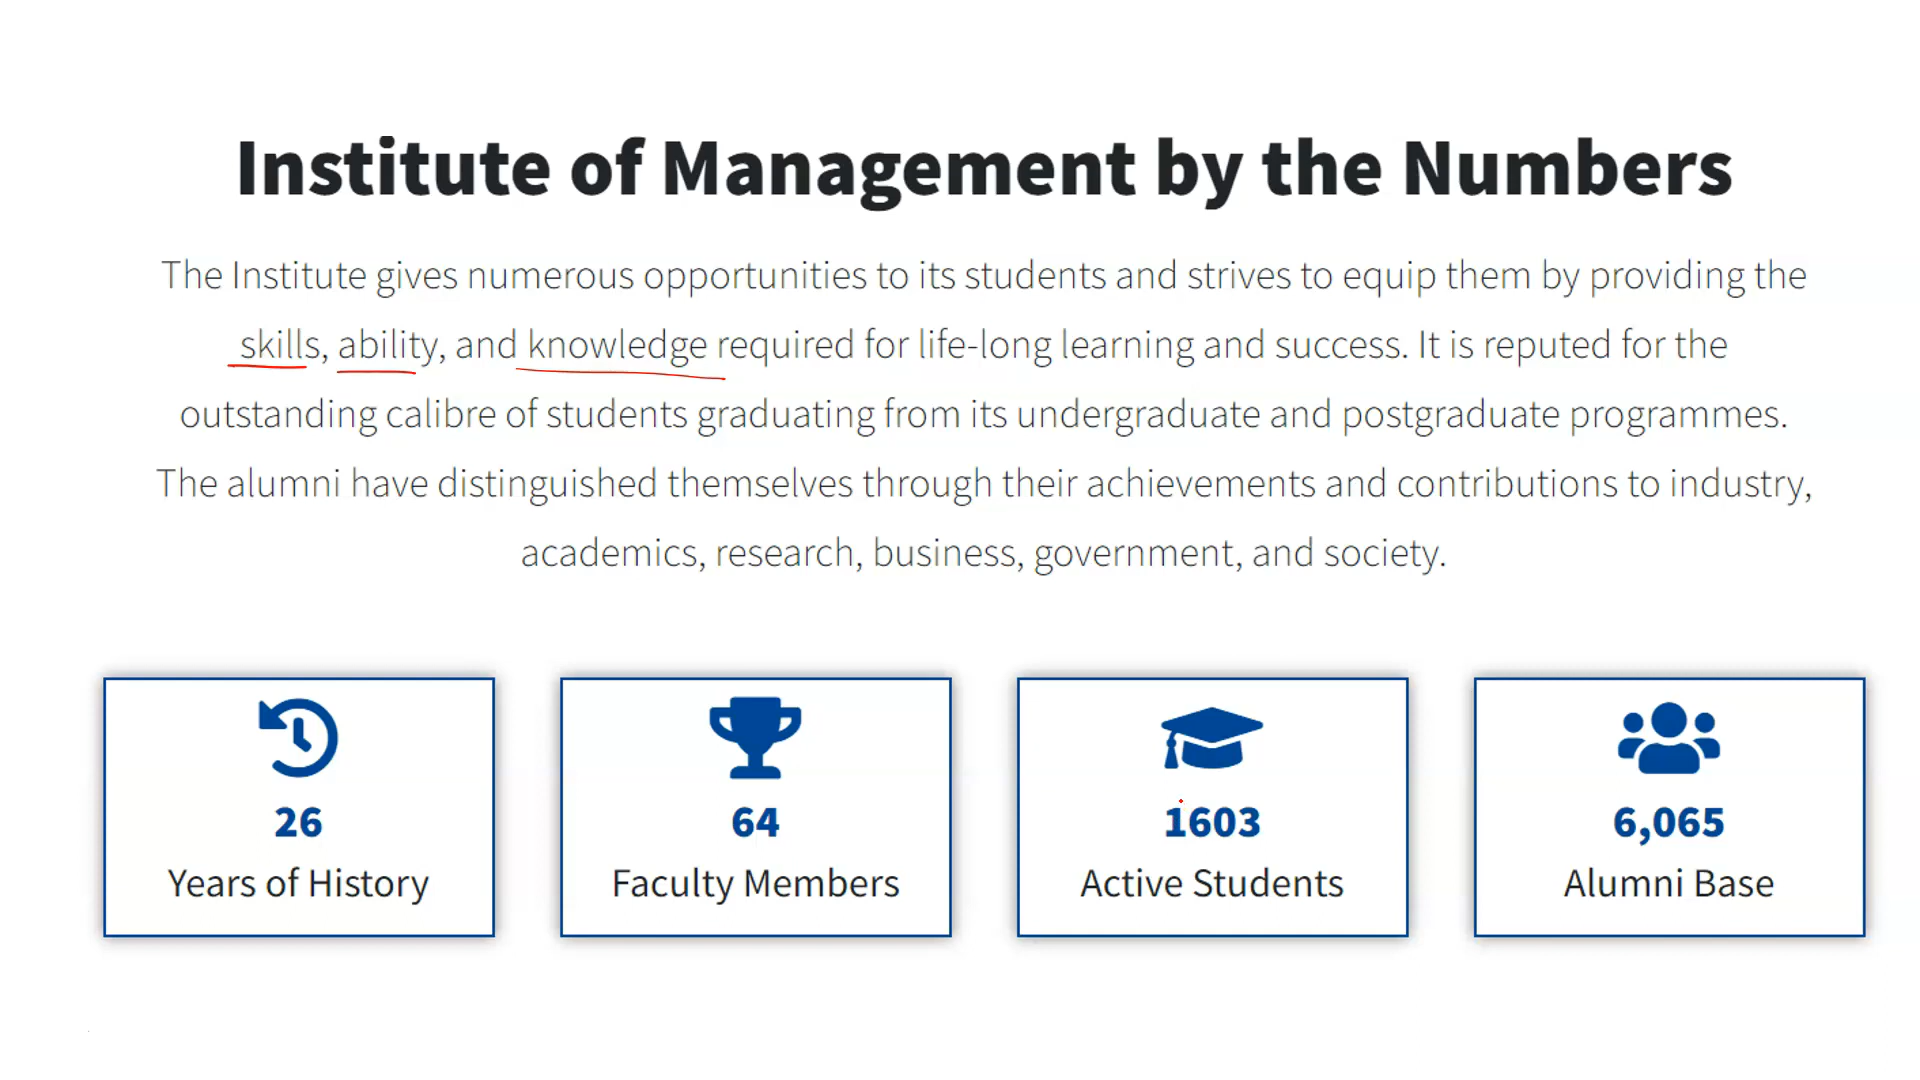 Institute of Management by the Numbers
The Institute gives numerous opportunities to its students and strives to equip them by providing the
skills, ability, and knowledge required for life-long learning and success. It is reputed for the
outstanding calibre of students graduating from its undergraduate and postgraduate programmes.
The alumni have distinguished themselves through their achievements and contributions to industry,
academics, research, business, government, and society.
26
Years of History
64
Faculty Members
1603
Active Students
6,065
Alumni Base